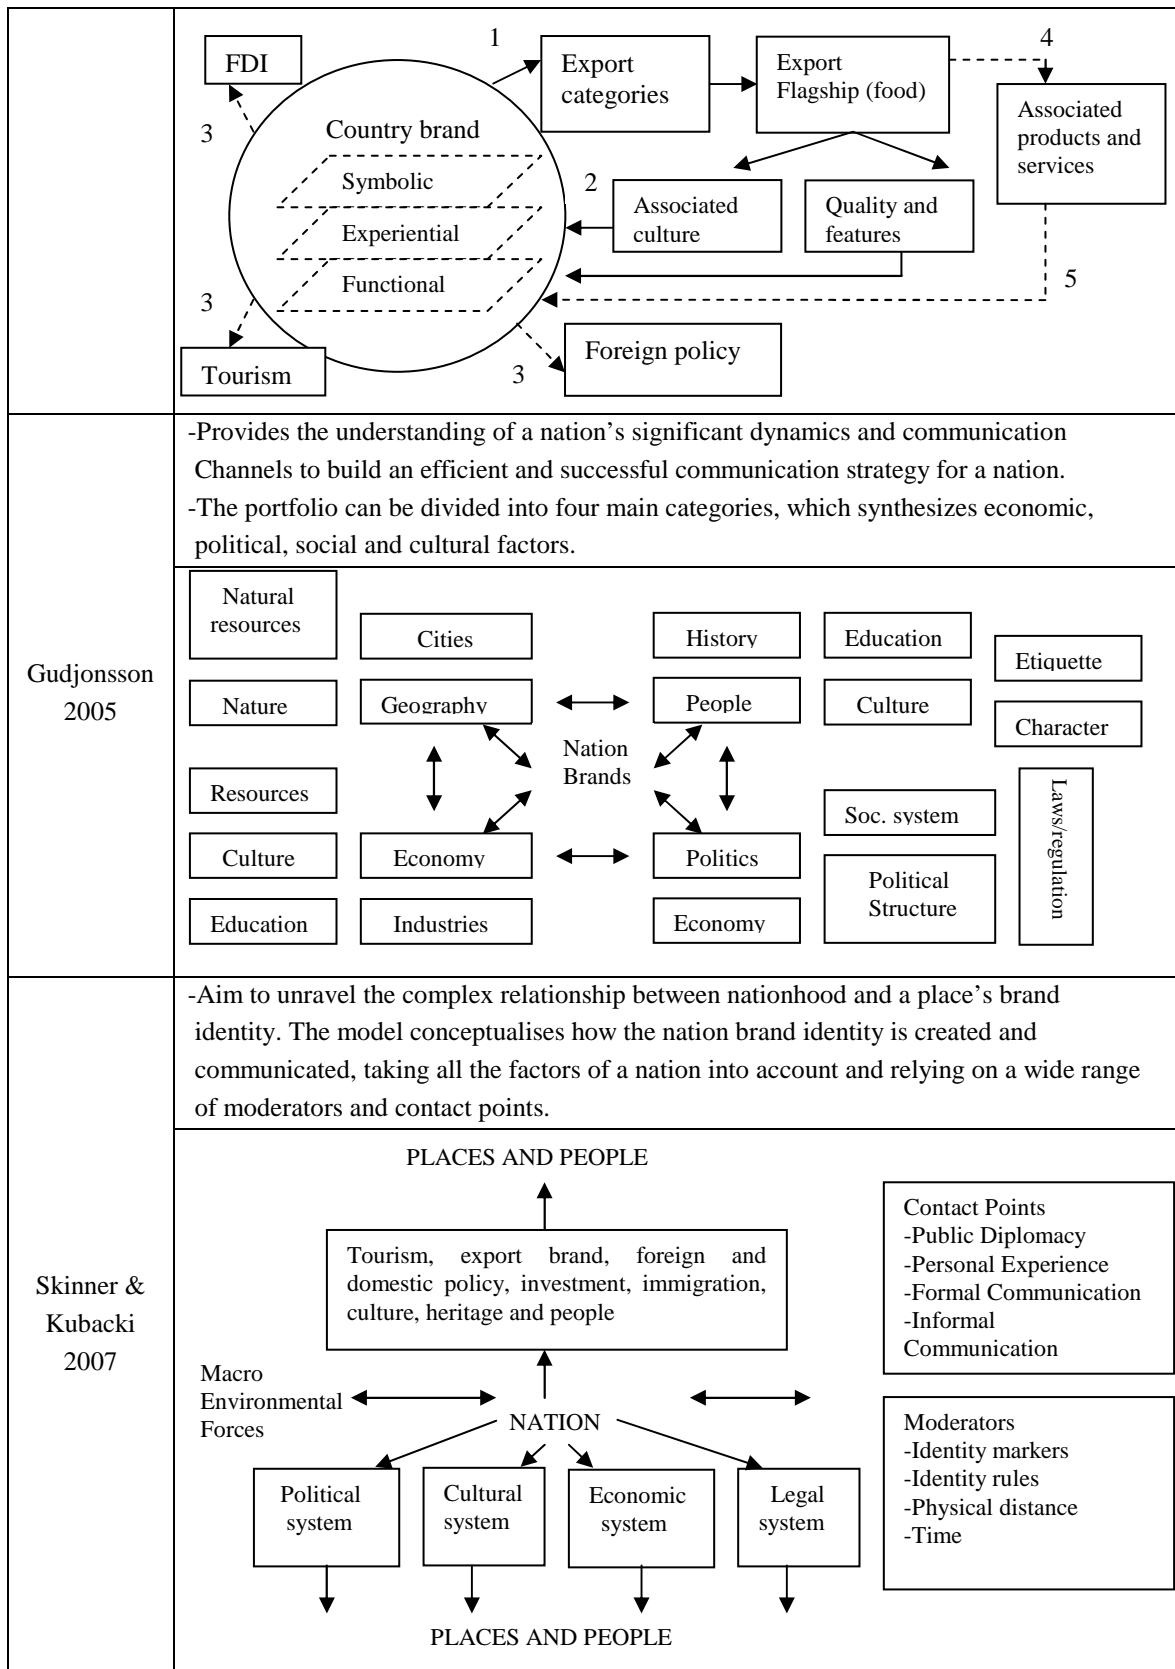 1
4
FDI
Export
categories
Export
Flagship (food)
Associated
products and
services
3
Country brand
Symbolic
Experiential
Functional
2
Associated
culture
Quality and
features
5
3
Tourism
3
Foreign policy
Gudjonsson
2005
-Provides the understanding of a nation’s significant dynamics and communication
Channels to build an efficient and successful communication strategy for a nation.
-The portfolio can be divided into four main categories, which synthesizes economic,
political, social and cultural factors.
Natural
resources
Cities
History
Education
Etiquette
Nature
Geography
People
Culture
Character
Nation
Brands
Resources
Soc. system
Laws/regulation
Culture
Economy
Politics
Political
Structure
Education
Industries
Economy
Skinner &
Kubacki
2007
-Aim to unravel the complex relationship between nationhood and a place’s brand
identity. The model conceptualises how the nation brand identity is created and
communicated, taking all the factors of a nation into account and relying on a wide range
of moderators and contact points.
PLACES AND PEOPLE
Tourism, export brand, foreign and
domestic policy, investment, immigration,
culture, heritage and people
Contact Points
-Public Diplomacy
-Personal Experience
-Formal Communication
-Informal
Communication
Macro
Environmental
Forces
NATION
Moderators
-Identity markers
-Identity rules
-Physical distance
-Time
Political
system
Cultural
system
Economic
system
Legal
system
PLACES AND PEOPLE